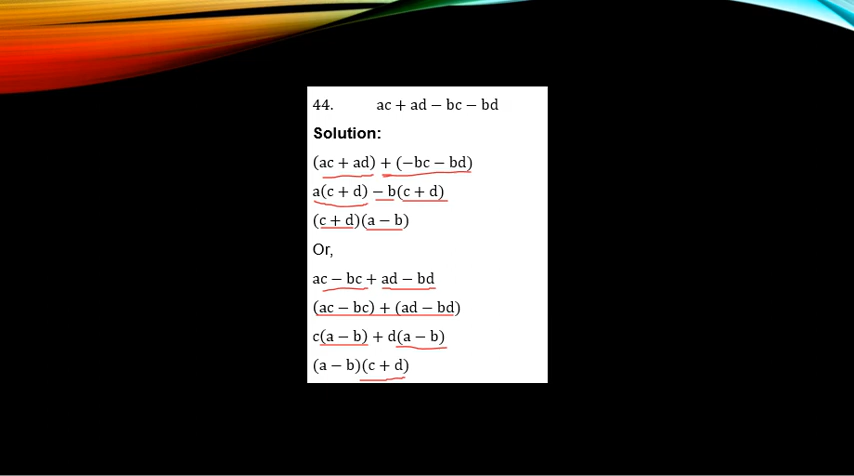 44. ac + ad − bc − bd
Solution:
(ac + ad) + (−bc − bd)
a(c + d) − b(c + d)
(c + d)(a − b)
Or,
ac − bc + ad − bd
(ac − bc) + (ad − bd)
c(a − b) + d(a − b)
(a − b)(c + d)